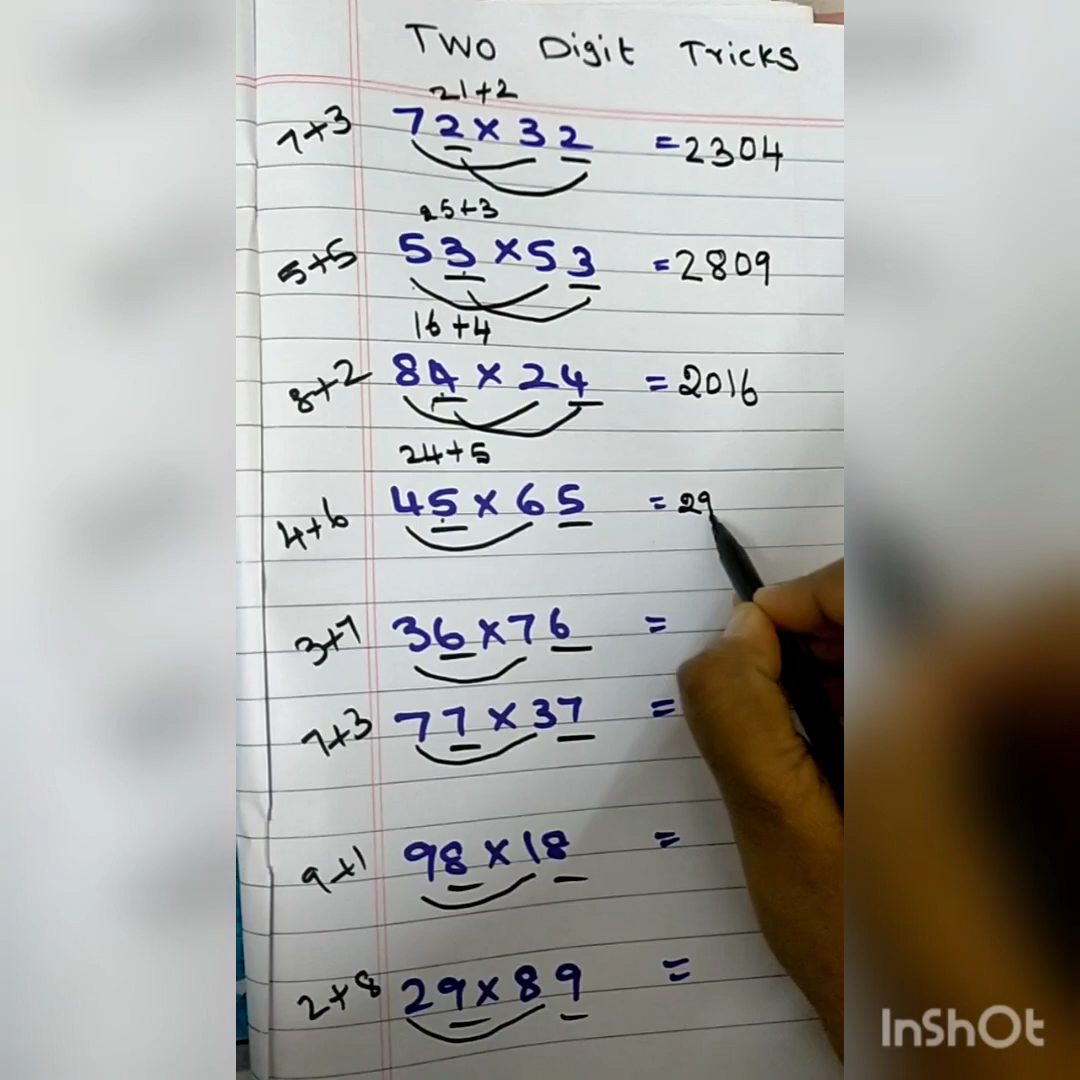 Two Digit Tricks
21+2
7+3 72 × 32 = 2304
25+3
5+5 53 × 53 = 2809
16+4
8+2 84 × 24 = 2016
24+5
4+6 45 × 65 = 29
3+7 36 × 76 =
7+3 77 × 37 =
9+1 98 × 18 =
2+8 29 × 89 =
InShOt